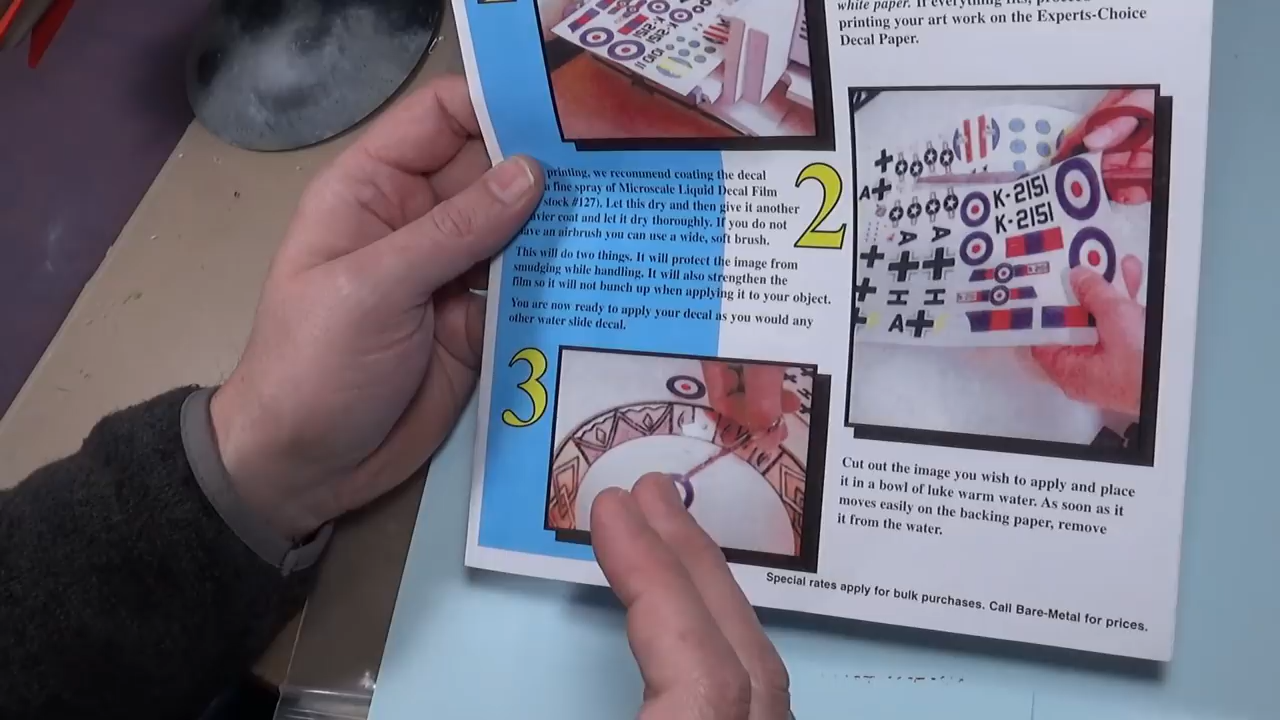 white paper. If everything fits,
printing your art work on the Experts-Choice
Decal Paper.
printing, we recommend coating the decal
fine spray of Microscale Liquid Decal Film
stock #127). Let this dry and then give it another
coat and let it dry thoroughly. If you do not
have an airbrush you can use a wide, soft brush.
This will do two things. It will protect the image from
smudging while handling. It will also strengthen the
film so it will not bunch up when applying it to your object.
You are now ready to apply your decal as you would any
other water slide decal.
2
K-2151
K-2151
A
A
A
H H
A
3
Cut out the image you wish to apply and place
it in a bowl of luke warm water. As soon as it
moves easily on the backing paper, remove
it from the water.
Special rates apply for bulk purchases. Call Bare-Metal for prices.